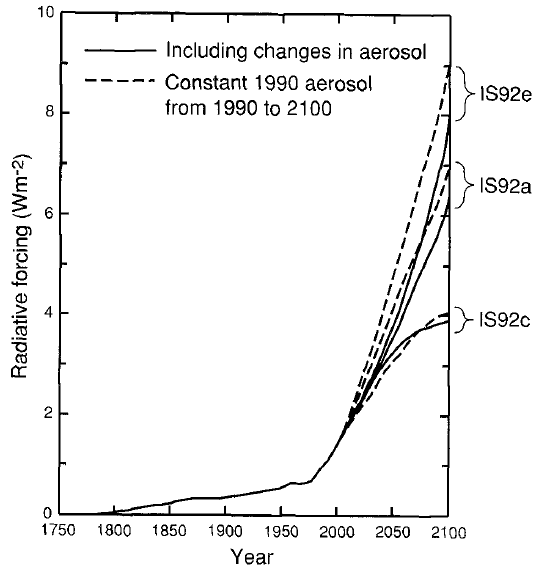 10
8
6
4
2
0
Radiative forcing (Wm-2)
Including changes in aerosol
Constant 1990 aerosol
from 1990 to 2100
IS92e
IS92a
IS92c
1750 1800 1850 1900 1950 2000 2050 2100
Year